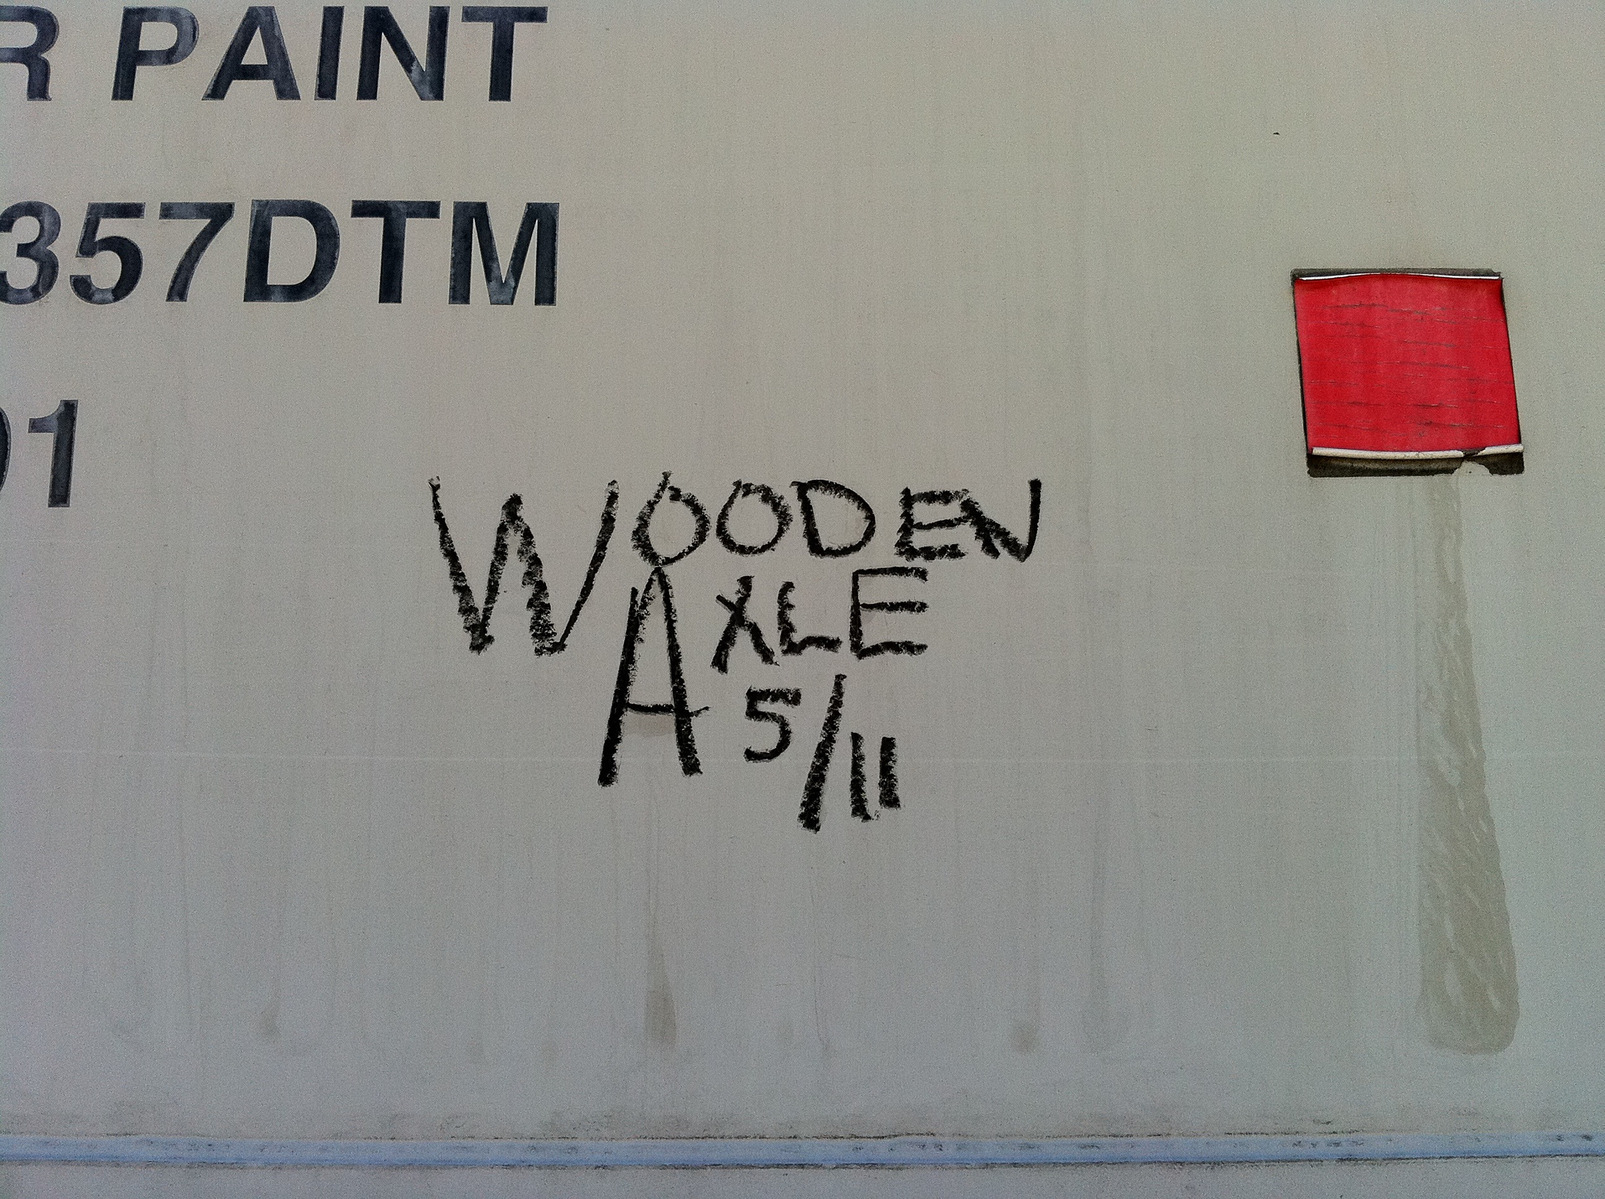 R PAINT
357DTM
01
WOODEN
AXLE
5/11